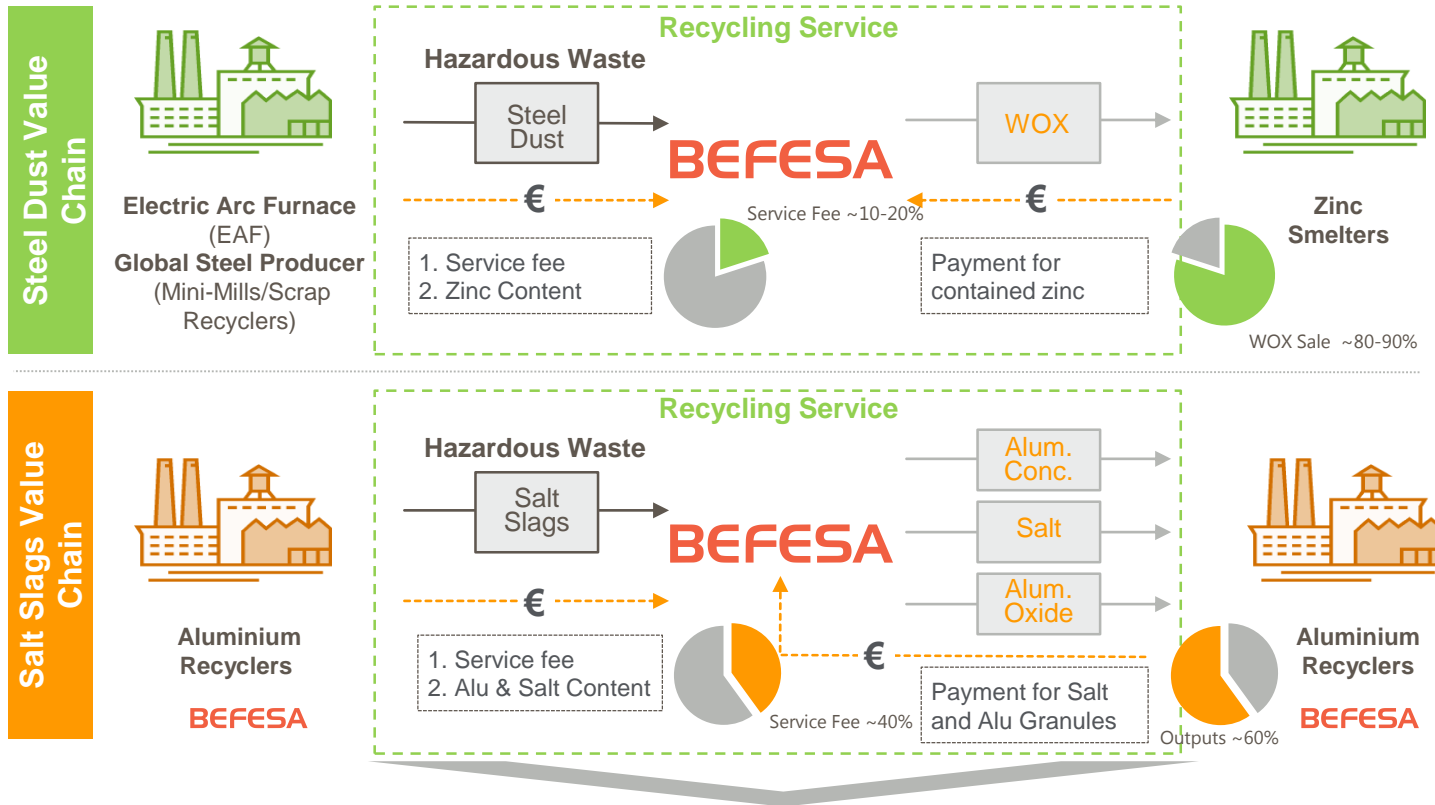 Steel Dust Value
Chain
Electric Arc Furnace
(EAF)
Global Steel Producer
(Mini-Mills/Scrap
Recyclers)
Recycling Service
Hazardous Waste
Steel
Dust
BEFESA
WOX
€
€
Service Fee ~10-20%
1. Service fee
2. Zinc Content
Payment for
contained zinc
Zinc
Smelters
WOX Sale ~80-90%
Salt Slags Value
Chain
Aluminium
Recyclers
BEFESA
Recycling Service
Hazardous Waste
Salt
Slags
BEFESA
Alum.
Conc.
Salt
Alum.
Oxide
€
€
1. Service fee
2. Alu & Salt Content
Service Fee ~40%
Payment for Salt
and Alu Granules
Outputs ~60%
Aluminium
Recyclers
BEFESA